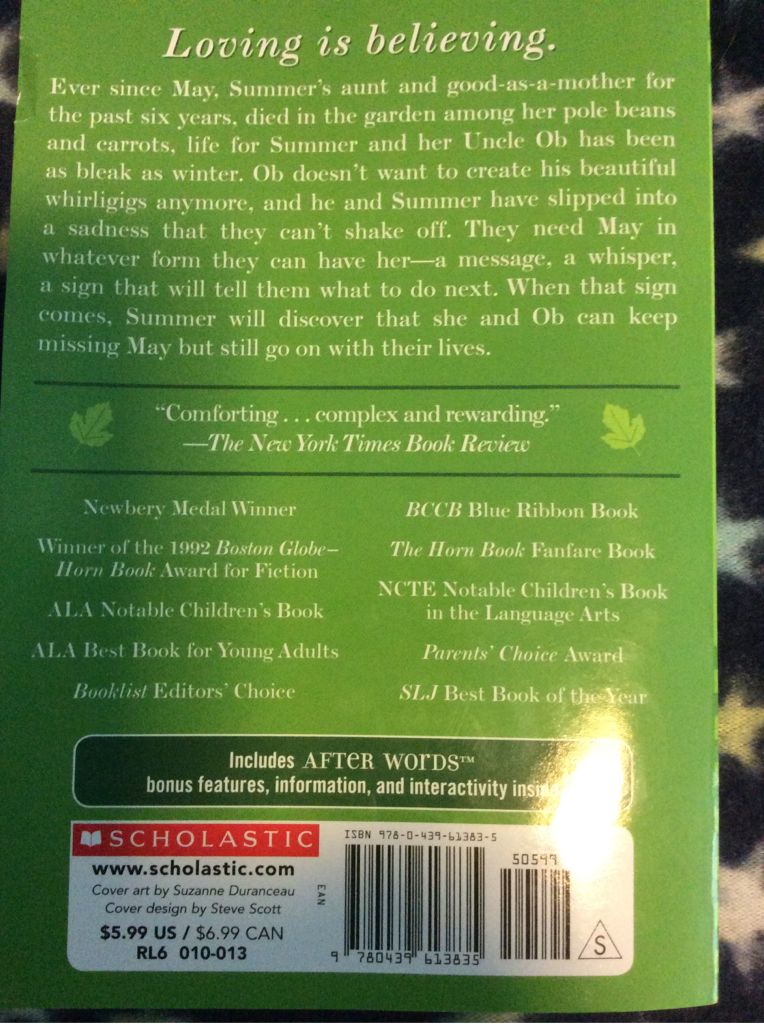 Loving is believing.
Ever since May, Summer's aunt and good-as-a-mother for
the past six years, died in the garden among her pole beans
and carrots, life for Summer and her Uncle Ob has been
as bleak as winter. Ob doesn't want to create his beautiful
whirligigs anymore, and he and Summer have slipped into
a sadness that they can't shake off. They need May in
whatever form they can have her—a message, a whisper,
a sign that will tell them what to do next. When that sign
comes, Summer will discover that she and Ob can keep
missing May but still go on with their lives.
“Comforting . . . complex and rewarding.”
—The New York Times Book Review
Newbery Medal Winner
Winner of the 1992 Boston Globe–
Horn Book Award for Fiction
ALA Notable Children's Book
ALA Best Book for Young Adults
Booklist Editors' Choice
BCCB Blue Ribbon Book
The Horn Book Fanfare Book
NCTE Notable Children's Book
in the Language Arts
Parents' Choice Award
SLJ Best Book of the Year
Includes AFTER WORDS™
bonus features, information, and interactivity
SCHOLASTIC
www.scholastic.com
Cover art by Suzanne Duranceau
Cover design by Steve Scott
$5.99 US / $6.99 CAN
RL6 010-013
EAN
ISBN 978-0-439-61383-5
50599
9 780439 613835
S